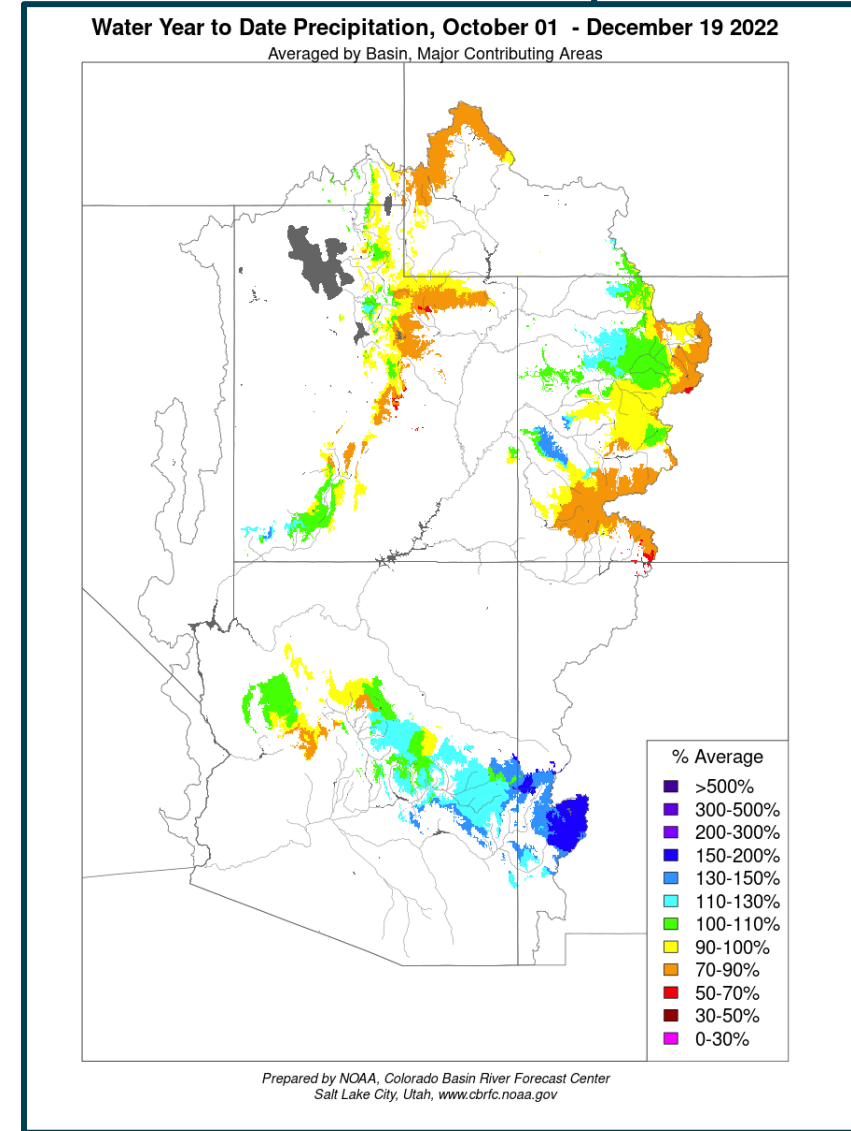 Water Year to Date Precipitation, October 01  - December 19 2022
Averaged by Basin, Major Contributing Areas
% Average
>500%
300-500%
200-300%
150-200%
130-150%
110-130%
100-110%
90-100%
70-90%
50-70%
30-50%
0-30%
Prepared by NOAA, Colorado Basin River Forecast Center
Salt Lake City, Utah, www.cbrfc.noaa.gov